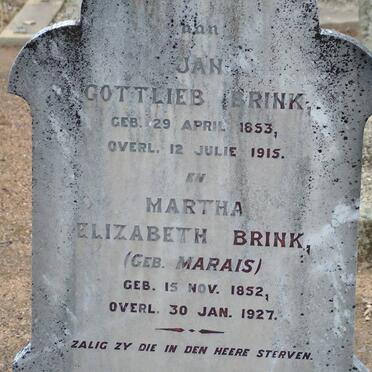 aan
JAN
GOTTLIEB BRINK,
GEB. 29 APRIL 1853,
OVERL. 12 JULIE 1915.
EN
MARTHA
ELIZABETH BRINK,
(GEB. MARAIS)
GEB. 15 NOV. 1852,
OVERL. 30 JAN. 1927.
ZALIG ZY DIE IN DEN HEERE STERVEN.